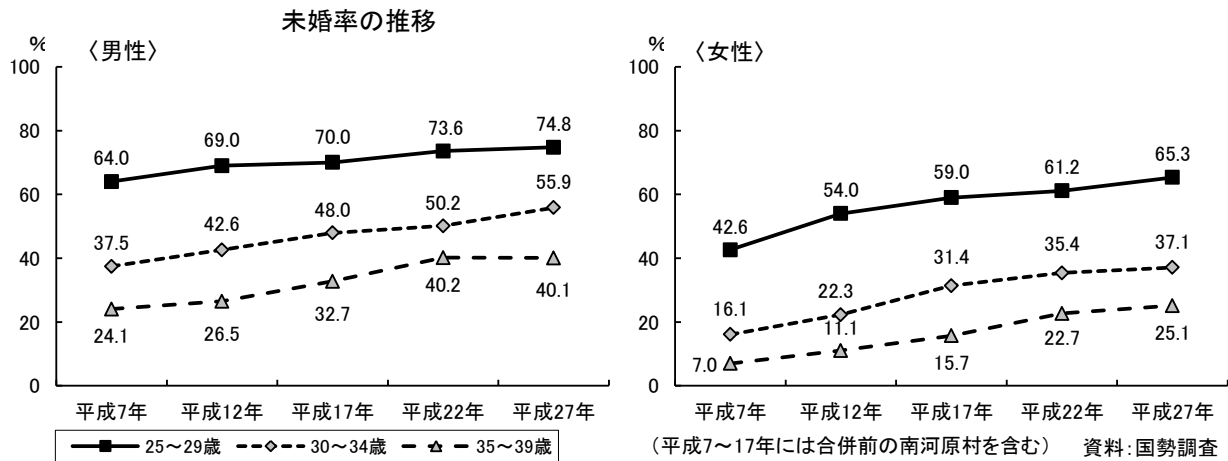 未婚率の推移
%
〈男性〉
100
80
60
40
20
0
64.0
69.0
70.0
73.6
74.8
37.5
42.6
48.0
50.2
55.9
24.1
26.5
32.7
40.2
40.1
平成7年
平成12年
平成17年
平成22年
平成27年
25～29歳
30～34歳
35～39歳
%
〈女性〉
100
80
60
40
20
0
42.6
54.0
59.0
61.2
65.3
16.1
22.3
31.4
35.4
37.1
7.0
11.1
15.7
22.7
25.1
平成7年
平成12年
平成17年
平成22年
平成27年
（平成7～17年には合併前の南河原村を含む） 資料：国勢調査